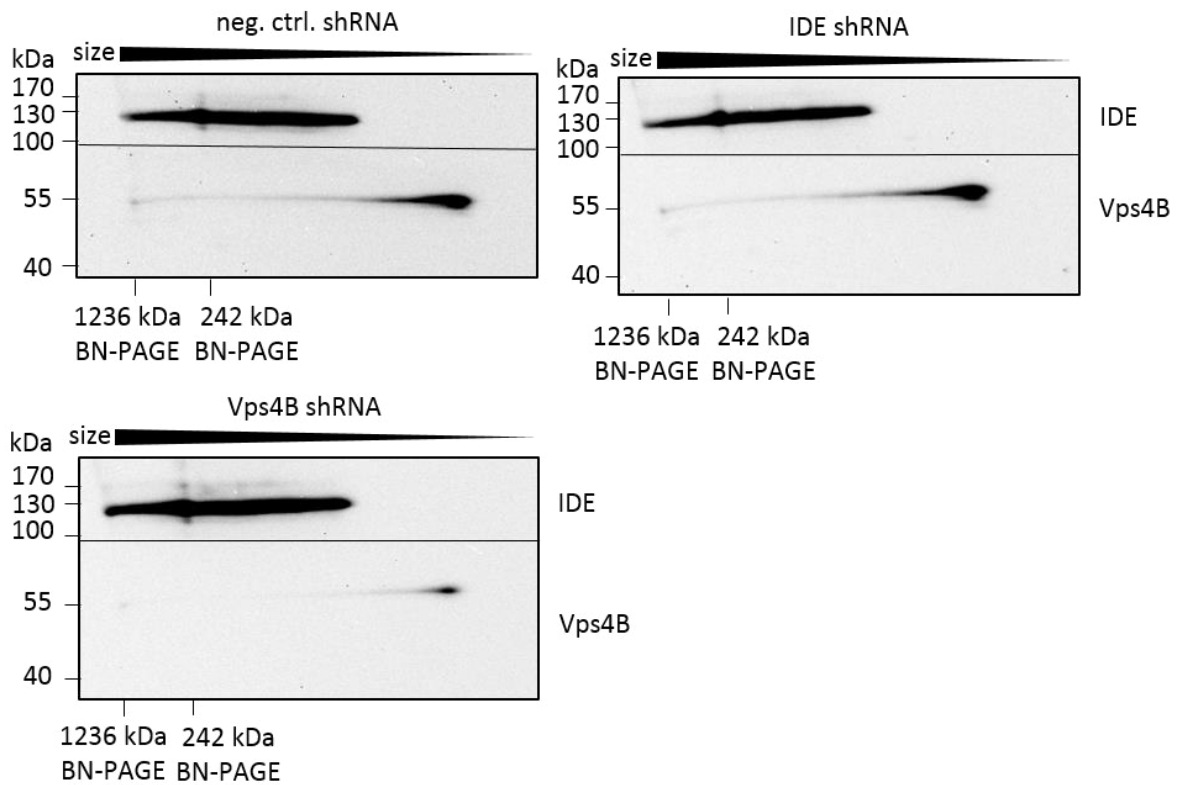 neg. ctrl. shRNA
kDa size
170
130
100
55
40
1236 kDa 242 kDa
BN-PAGE BN-PAGE
IDE shRNA
kDa size
170
130
100
55
40
IDE
Vps4B
1236 kDa 242 kDa
BN-PAGE BN-PAGE
Vps4B shRNA
kDa size
170
130
100
55
40
IDE
Vps4B
1236 kDa 242 kDa
BN-PAGE BN-PAGE